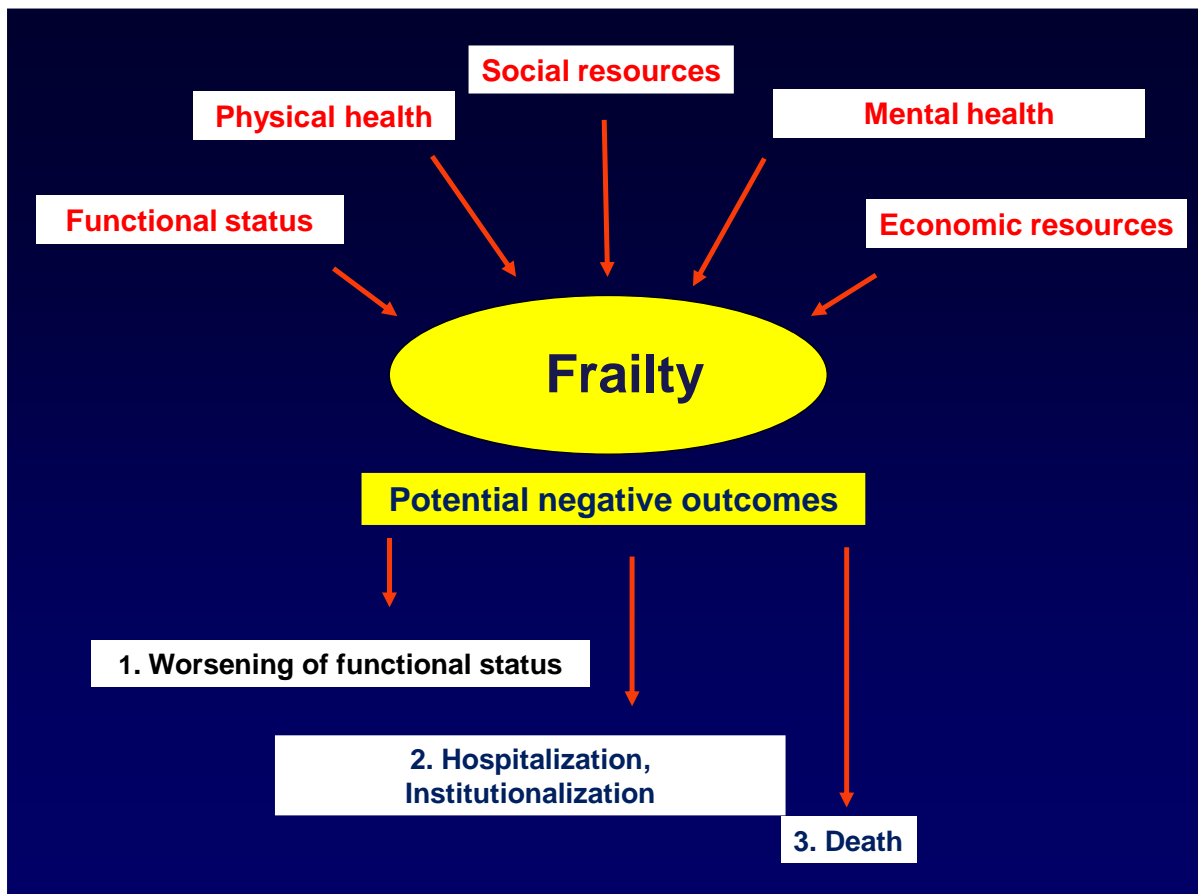 Social resources
Physical health
Mental health
Functional status
Economic resources
Frailty
Potential negative outcomes
1. Worsening of functional status
2. Hospitalization,
Institutionalization
3. Death